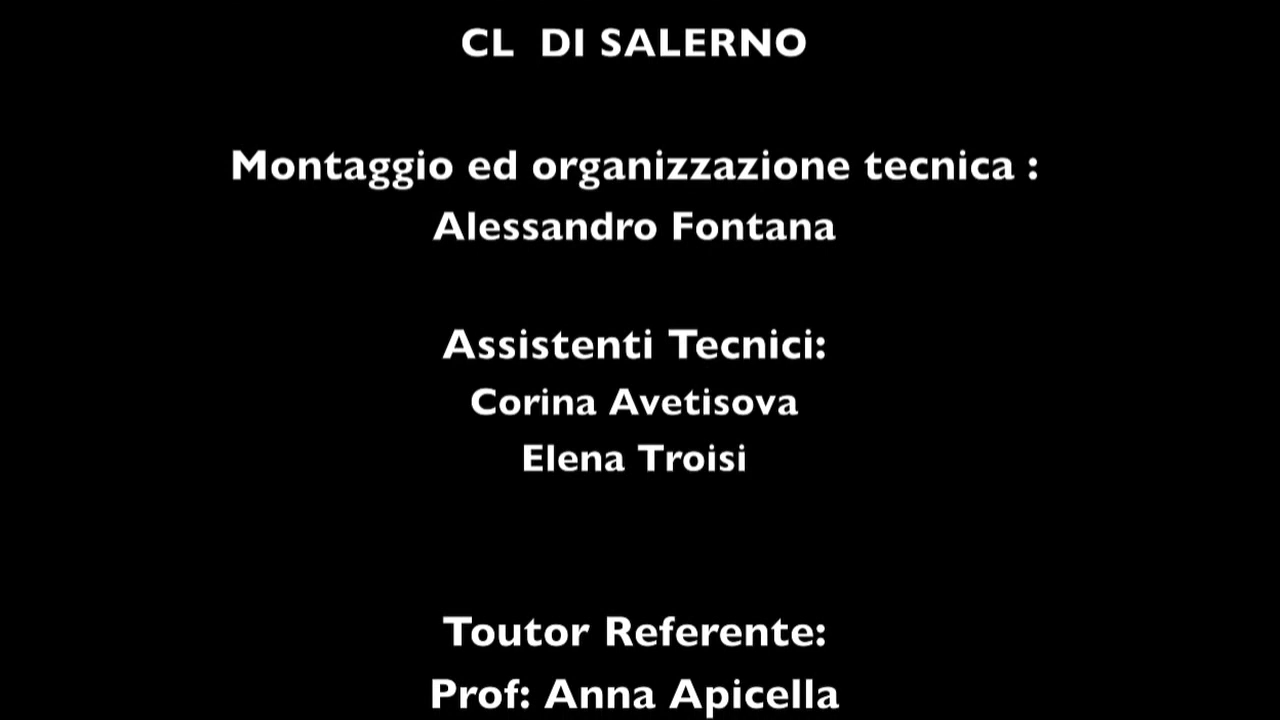 CL DI SALERNO
Montaggio ed organizzazione tecnica :
Alessandro Fontana
Assistenti Tecnici:
Corina Avetisova
Elena Troisi
Toutor Referente:
Prof: Anna Apicella